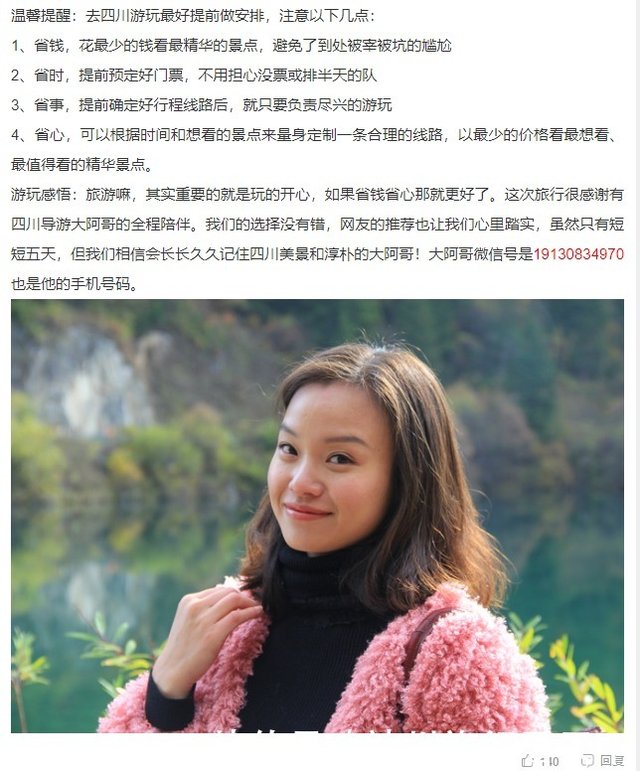 温馨提醒：去四川游玩最好提前做安排，注意以下几点：
1、省钱，花最少的钱看最精华的景点，避免了到处被宰被坑的尴尬
2、省时，提前预定好门票，不用担心没票或排半天的队
3、省事，提前确定好行程线路后，就只要负责尽兴的游玩
4、省心，可以根据时间和想看的景点来量身定制一条合理的线路，以最少的价格看最想看、
最值得看的精华景点。
游玩感悟：旅游嘛，其实重要的就是玩的开心，如果省钱省心那就更好了。这次旅行很感谢有
四川导游大阿哥的全程陪伴。我们的选择没有错，网友的推荐也让我们心里踏实，虽然只有短
短五天，但我们相信会长长久久记住四川美景和淳朴的大阿哥！大阿哥微信号是19130834970
也是他的手机号码。
回复